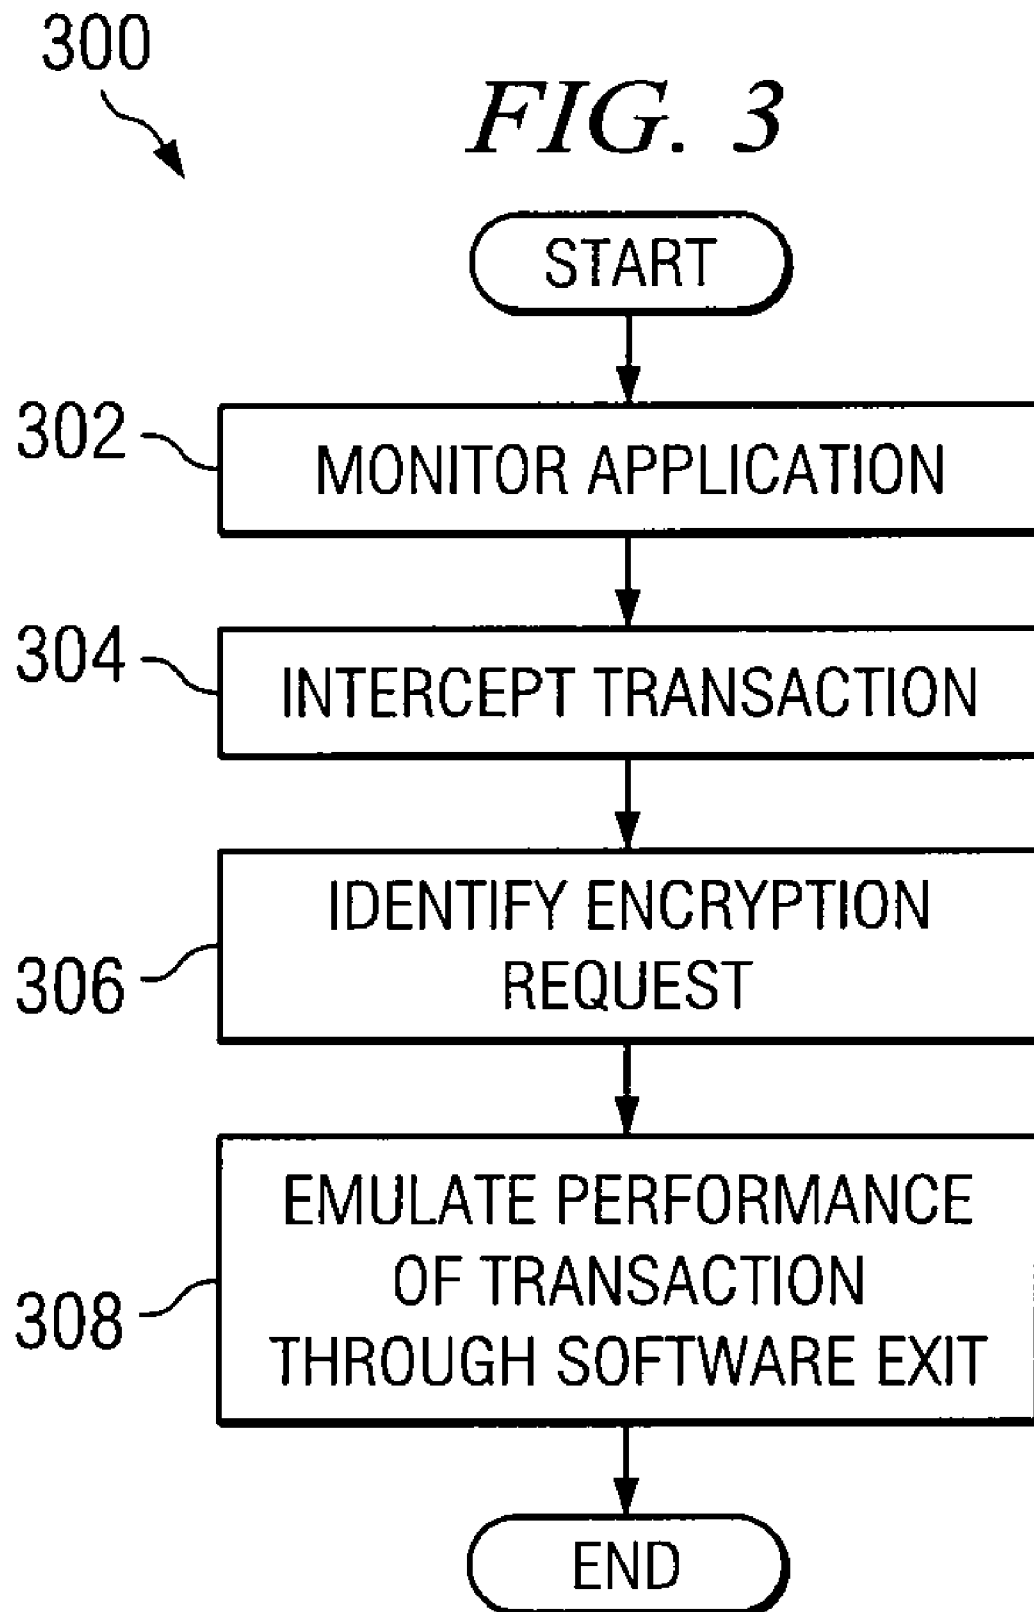 300
FIG. 3
START
302
MONITOR APPLICATION
304
INTERCEPT TRANSACTION
306
IDENTIFY ENCRYPTION
REQUEST
308
EMULATE PERFORMANCE
OF TRANSACTION
THROUGH SOFTWARE EXIT
END